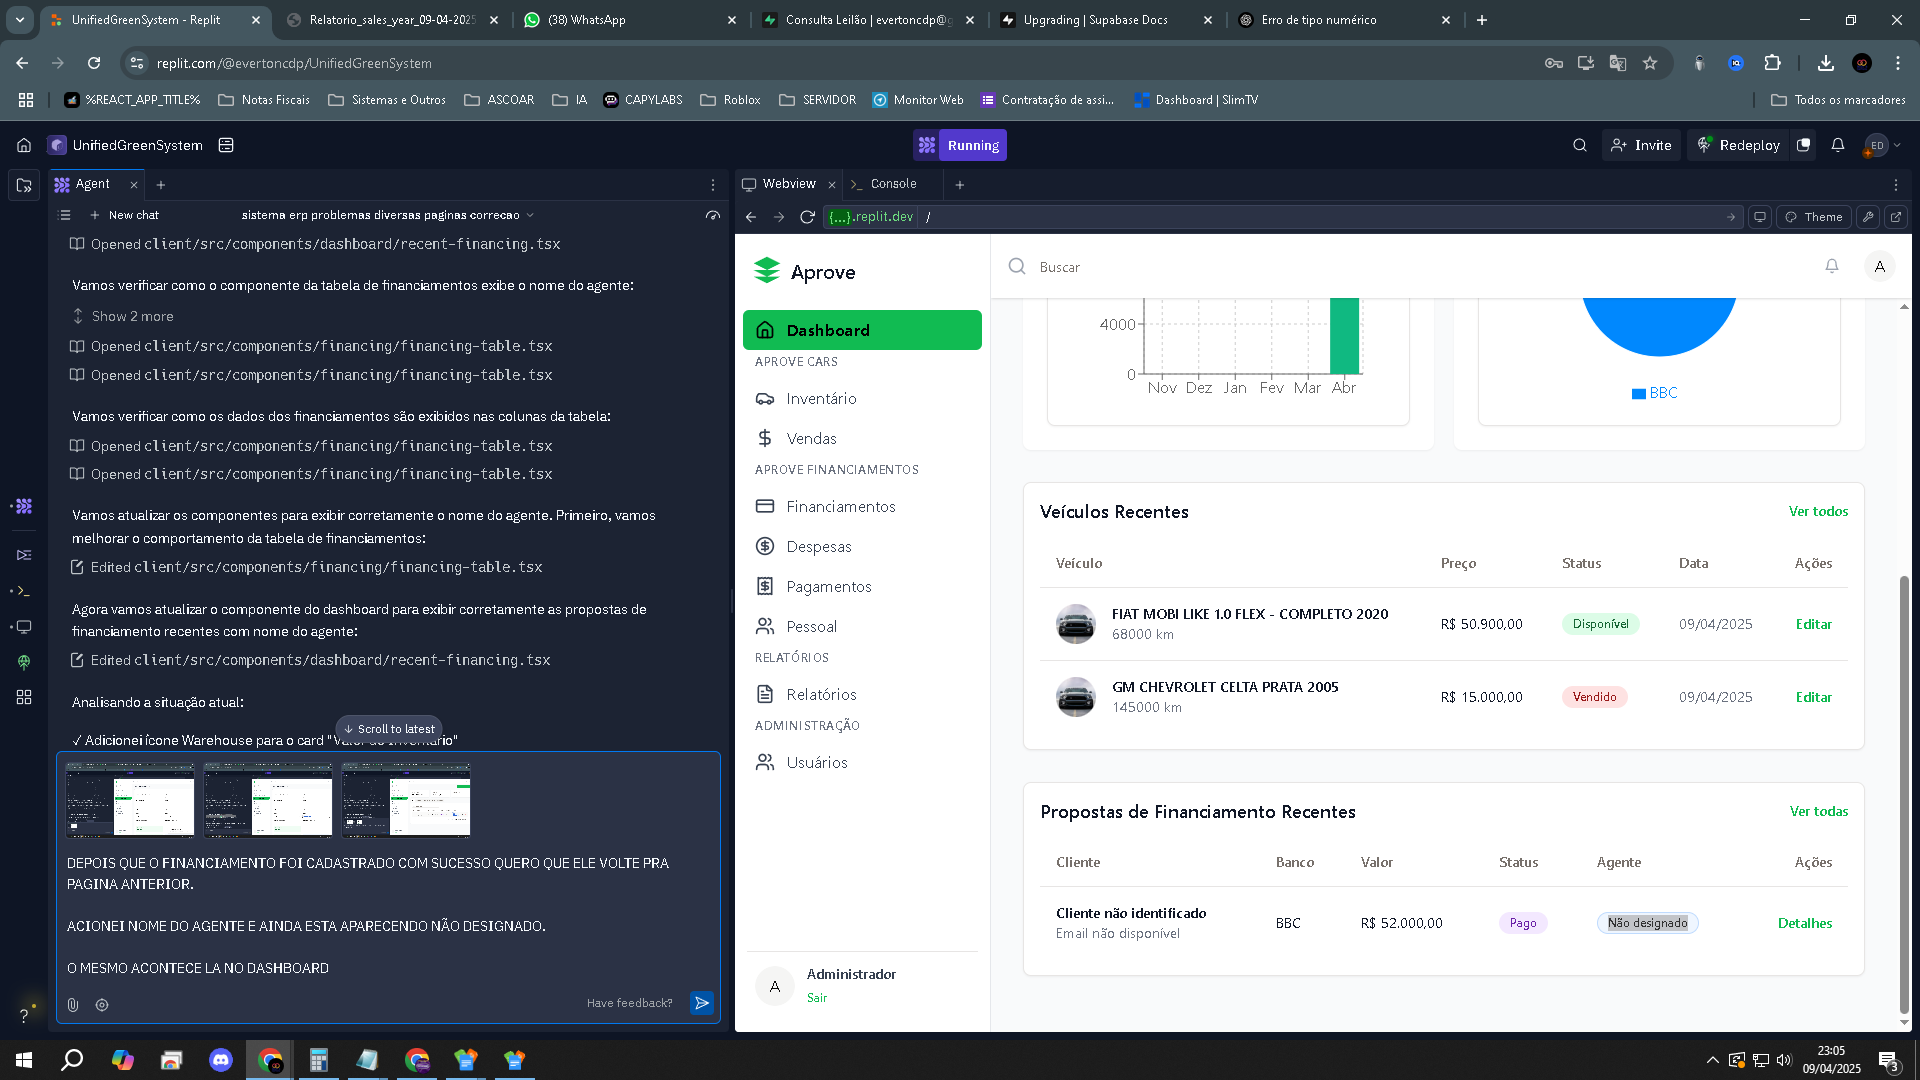 UnifiedGreenSystem - Replit
Relatorio_sales_year_09-04-2025
(38) WhatsApp
Consulta Leilão | evertoncdp@g
Upgrading | Supabase Docs
Erro de tipo numérico
replit.com/@evertoncdp/UnifiedGreenSystem
%REACT_APP_TITLE%
Notas Fiscais
Sistemas e Outros
ASCOAR
IA
CAPYLABS
Roblox
SERVIDOR
Monitor Web
Contratação de assi...
Dashboard | SlimTV
Todos os marcadores
UnifiedGreenSystem
Running
Invite
Redeploy
ED
Agent
New chat
sistema erp problemas diversas paginas correcao
Opened client/src/components/dashboard/recent-financing.tsx
Vamos verificar como o componente da tabela de financiamentos exibe o nome do agente:
Show 2 more
Opened client/src/components/financing/financing-table.tsx
Opened client/src/components/financing/financing-table.tsx
Vamos verificar como os dados dos financiamentos são exibidos nas colunas da tabela:
Opened client/src/components/financing/financing-table.tsx
Opened client/src/components/financing/financing-table.tsx
Vamos atualizar os componentes para exibir corretamente o nome do agente. Primeiro, vamos
melhorar o comportamento da tabela de financiamentos:
Edited client/src/components/financing/financing-table.tsx
Agora vamos atualizar o componente do dashboard para exibir corretamente as propostas de
financiamento recentes com nome do agente:
Edited client/src/components/dashboard/recent-financing.tsx
Analisando a situação atual:
Scroll to latest
✓ Adicionei ícone Warehouse para o card "Valor do Inventário"
DEPOIS QUE O FINANCIAMENTO FOI CADASTRADO COM SUCESSO QUERO QUE ELE VOLTE PRA
PAGINA ANTERIOR.
ACIONEI NOME DO AGENTE E AINDA ESTA APARECENDO NÃO DESIGNADO.
O MESMO ACONTECE LA NO DASHBOARD
Have feedback?
Webview
Console
{...}.replit.dev /
Theme
Aprove
Dashboard
APROVE CARS
Inventário
Vendas
APROVE FINANCIAMENTOS
Financiamentos
Despesas
Pagamentos
Pessoal
RELATÓRIOS
Relatórios
ADMINISTRAÇÃO
Usuários
A
Administrador
Sair
Buscar
A
4000
0
Nov Dez Jan Fev Mar Abr
BBC
Veículos Recentes
Ver todos
Veículo Preço Status Data Ações
FIAT MOBI LIKE 1.0 FLEX - COMPLETO 2020
68000 km
R$ 50.900,00 Disponível 09/04/2025 Editar
GM CHEVROLET CELTA PRATA 2005
145000 km
R$ 15.000,00 Vendido 09/04/2025 Editar
Propostas de Financiamento Recentes
Ver todas
Cliente Banco Valor Status Agente Ações
Cliente não identificado
Email não disponível
BBC R$ 52.000,00 Pago Não designado Detalhes
?
23:05
09/04/2025
3